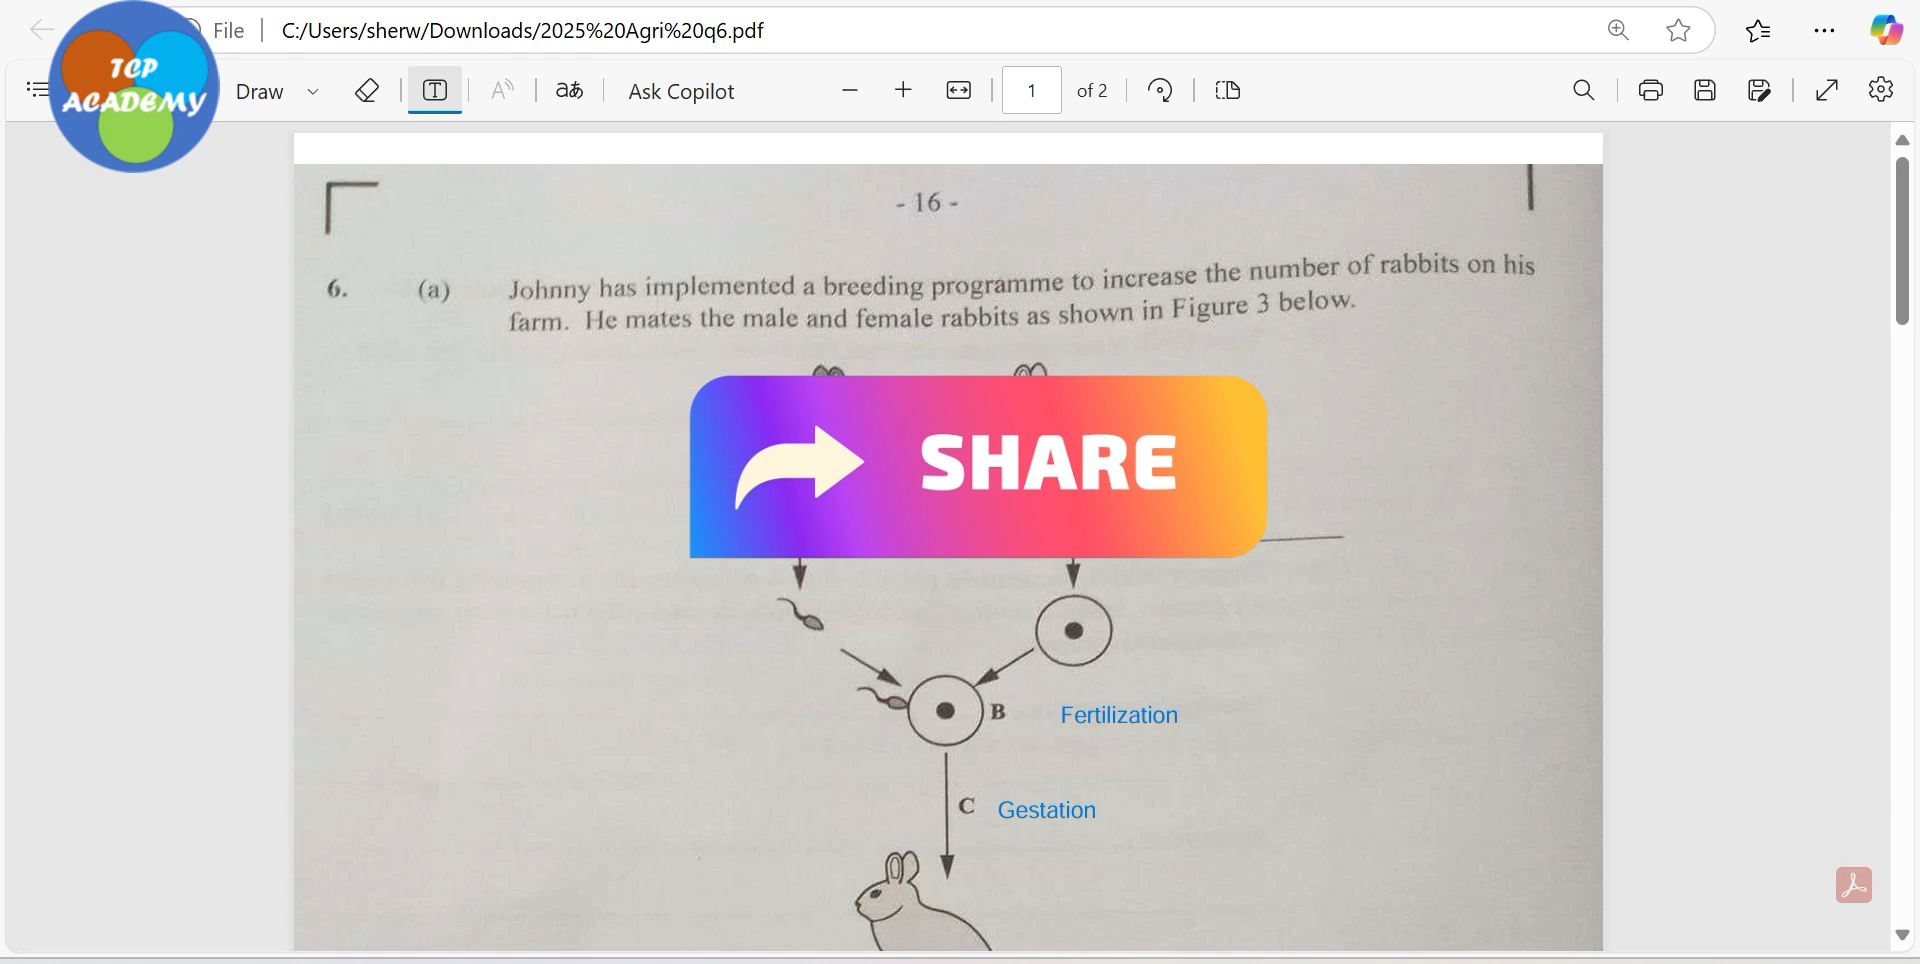 File
C:/Users/sherw/Downloads/2025%20Agri%20q6.pdf
TCP
ACADEMY
Draw
T
A
aあ
Ask Copilot
1
of 2
- 16 -
6. (a) Johnny has implemented a breeding programme to increase the number of rabbits on his
farm. He mates the male and female rabbits as shown in Figure 3 below.
SHARE
B
Fertilization
C
Gestation